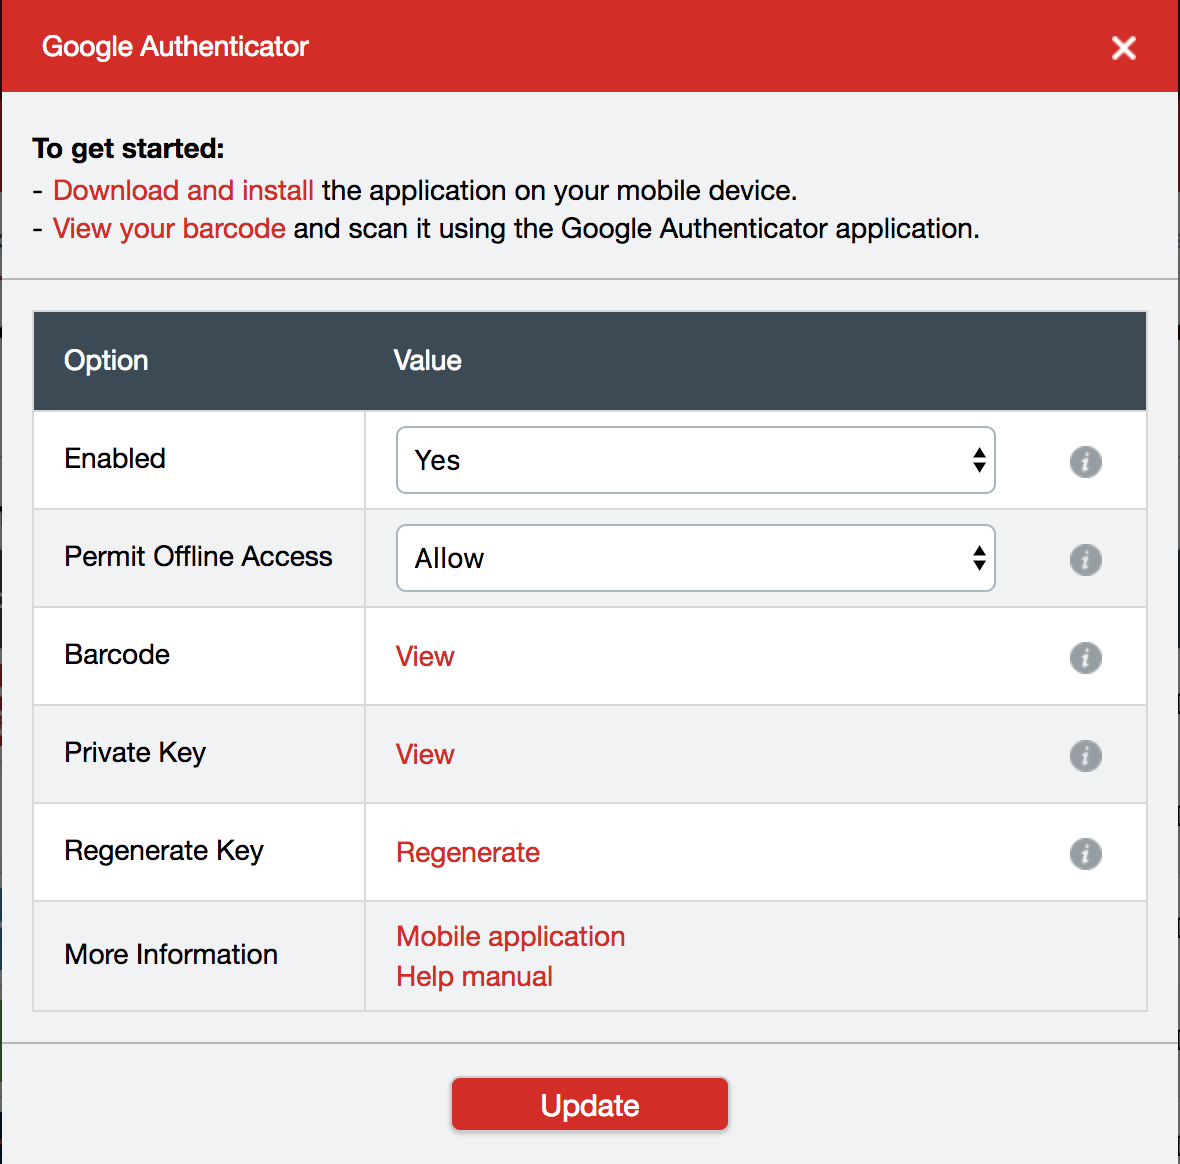 Google Authenticator
To get started:
- Download and install the application on your mobile device.
- View your barcode and scan it using the Google Authenticator application.
Option Value
Enabled Yes
Permit Offline Access Allow
Barcode View
Private Key View
Regenerate Key Regenerate
More Information Mobile application
Help manual
Update